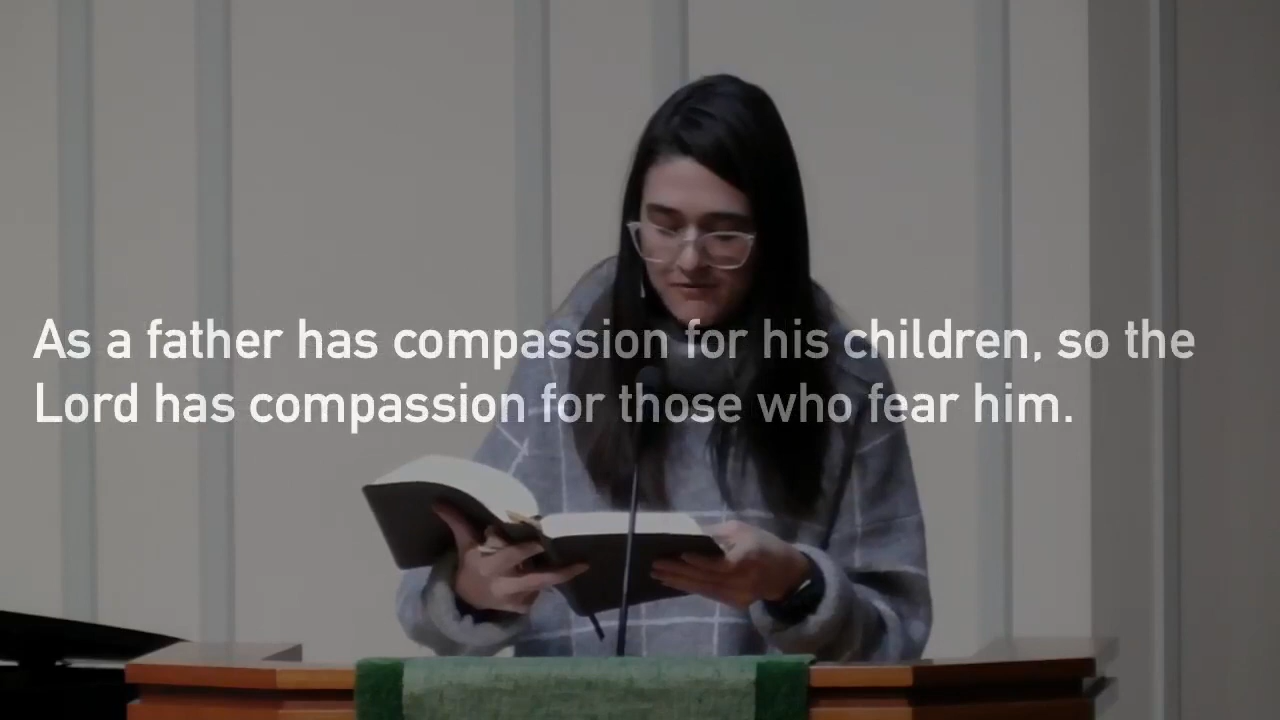 As a father has compassion for his children, so the
Lord has compassion for those who fear him.